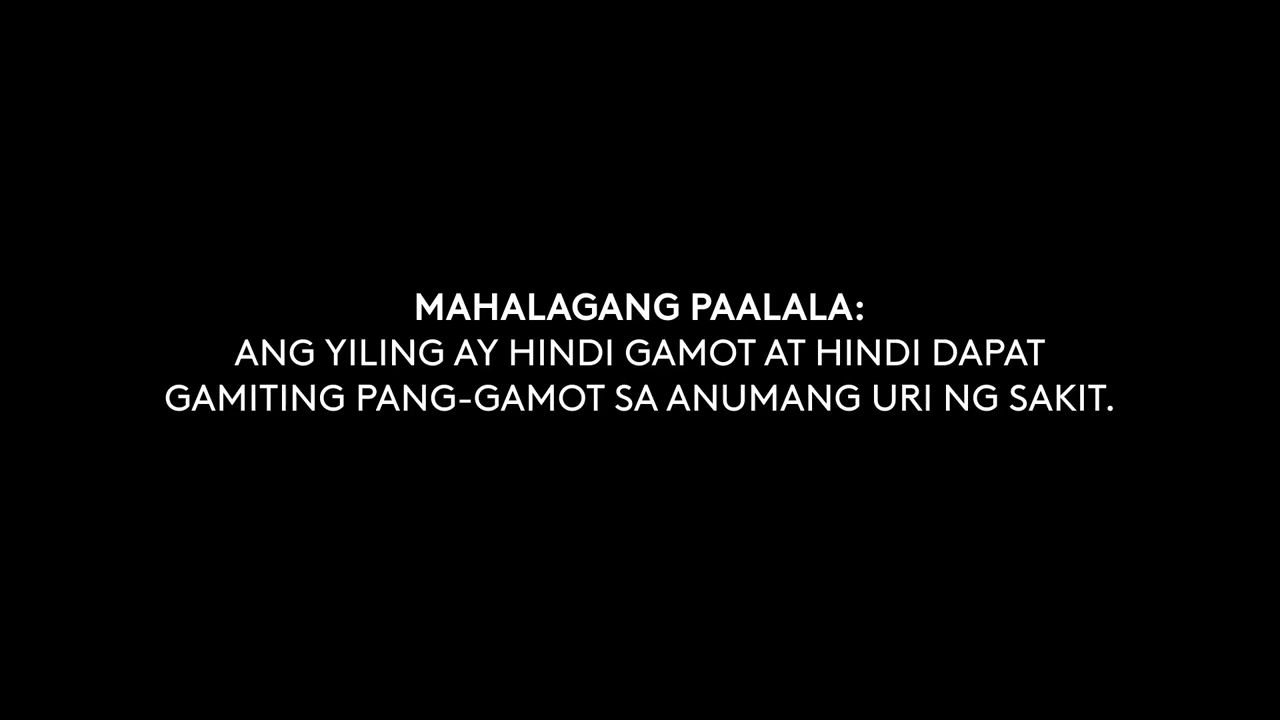 MAHALAGANG PAALALA:
ANG YILING AY HINDI GAMOT AT HINDI DAPAT
GAMITING PANG-GAMOT SA ANUMANG URI NG SAKIT.